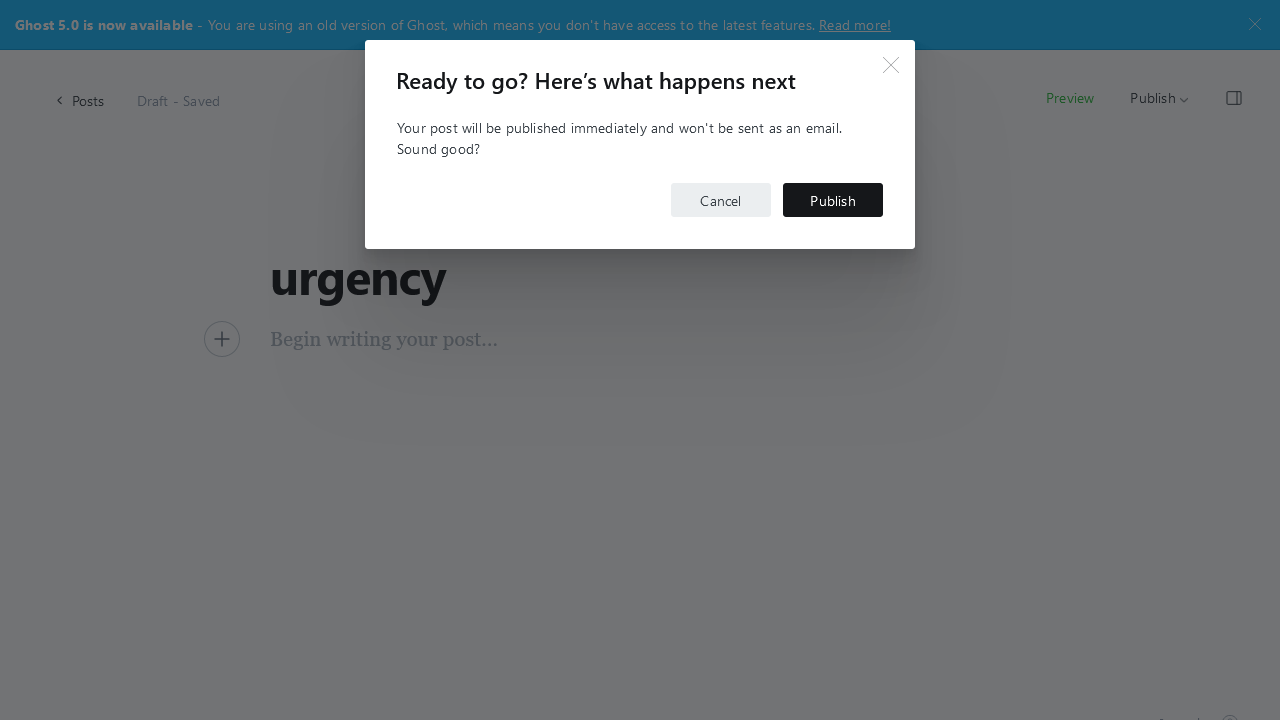 Ghost 5.0 is now available - You are using an old version of Ghost, which means you don't have access to the latest features. Read more!
Ready to go? Here's what happens next
Posts
Draft - Saved
Preview
Publish
Your post will be published immediately and won't be sent as an email.
Sound good?
Cancel
Publish
urgency
Begin writing your post...